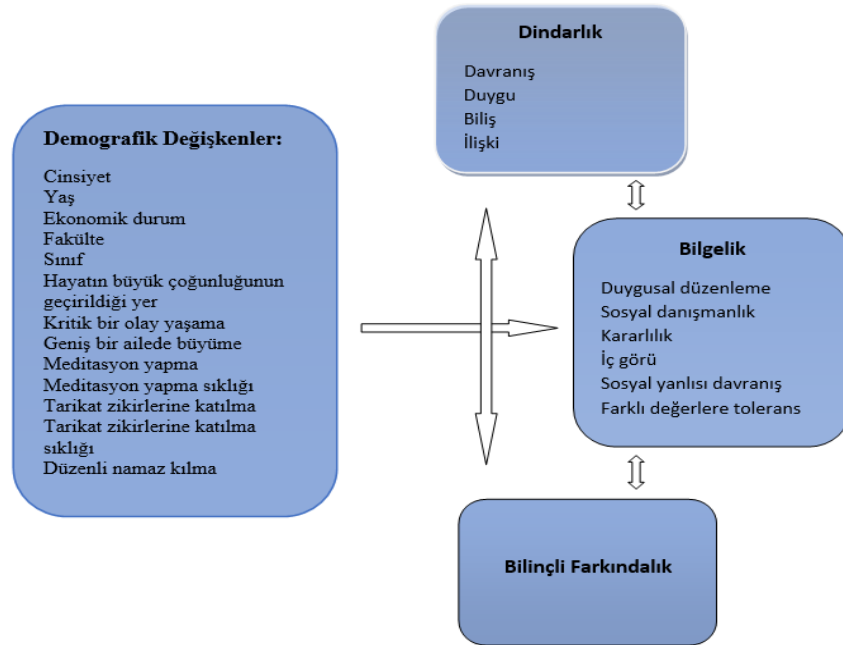 Demografik Değişkenler:
Cinsiyet
Yaş
Ekonomik durum
Fakülte
Sınıf
Hayatın büyük çoğunluğunun
geçirildiği yer
Kritik bir olay yaşama
Geniş bir ailede büyüme
Meditasyon yapma
Meditasyon yapma sıklığı
Tarikat zikirlerine katılma
Tarikat zikirlerine katılma
sıklığı
Düzenli namaz kılma
Dindarlık
Davranış
Duygu
Biliş
İlişki
Bilgelik
Duygusal düzenleme
Sosyal danışmanlık
Kararlılık
İç görü
Sosyal yanlısı davranış
Farklı değerlere tolerans
Bilinçli Farkındalık